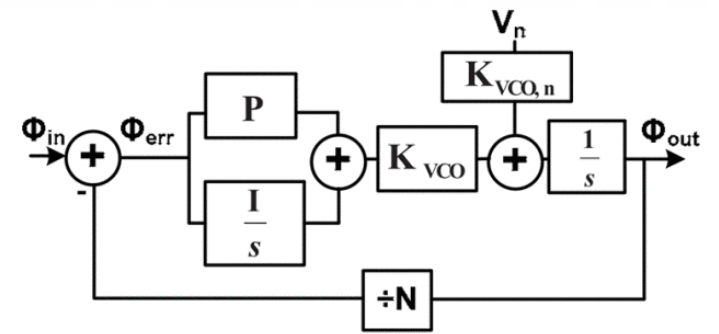 V_n
K_VCO, n
Φ_in
Φ_err
P
+
+
K_VCO
+
1
s
Φ_out
-
I
s
÷N